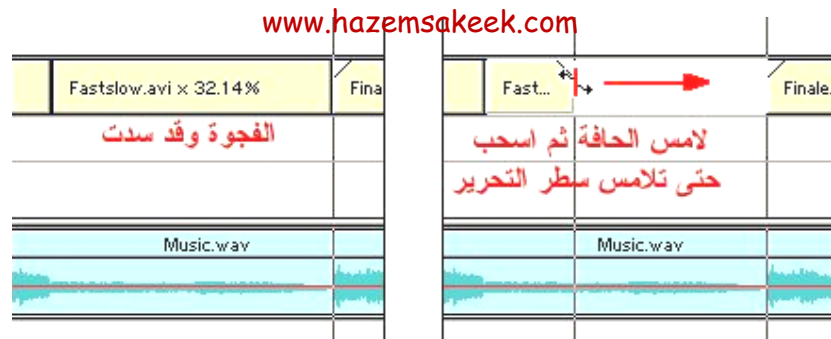 www.hazemsakeek.com
Fastslow.avi × 32.14%
Fina
الفجوة وقد سدت
Music.wav
Fast...
Finale.
لامس الحافة ثم اسحب
حتى تلامس سطر التحرير
Music.wav